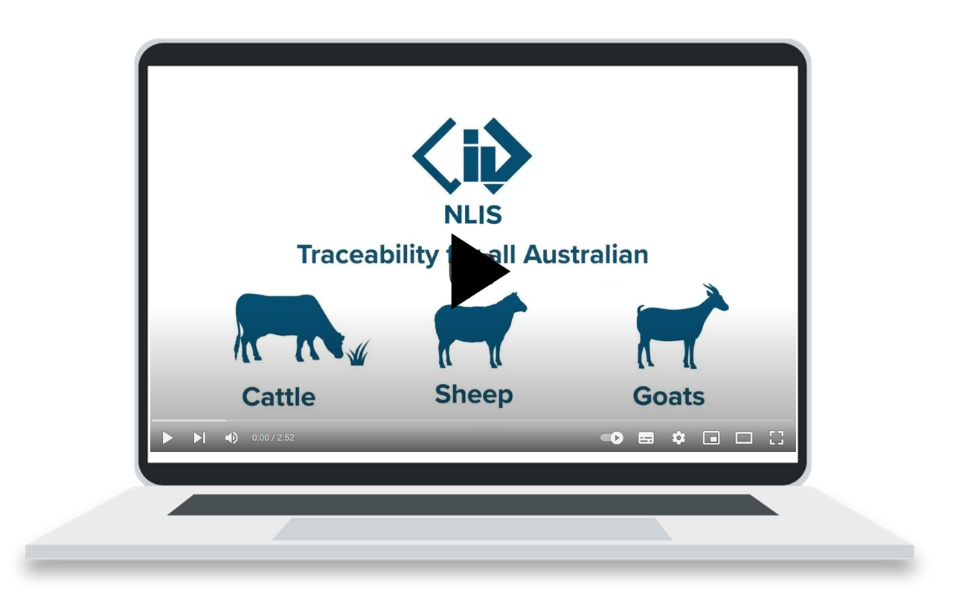 NLIS
Traceability all Australian
Cattle Sheep Goats
0:00 / 2:52